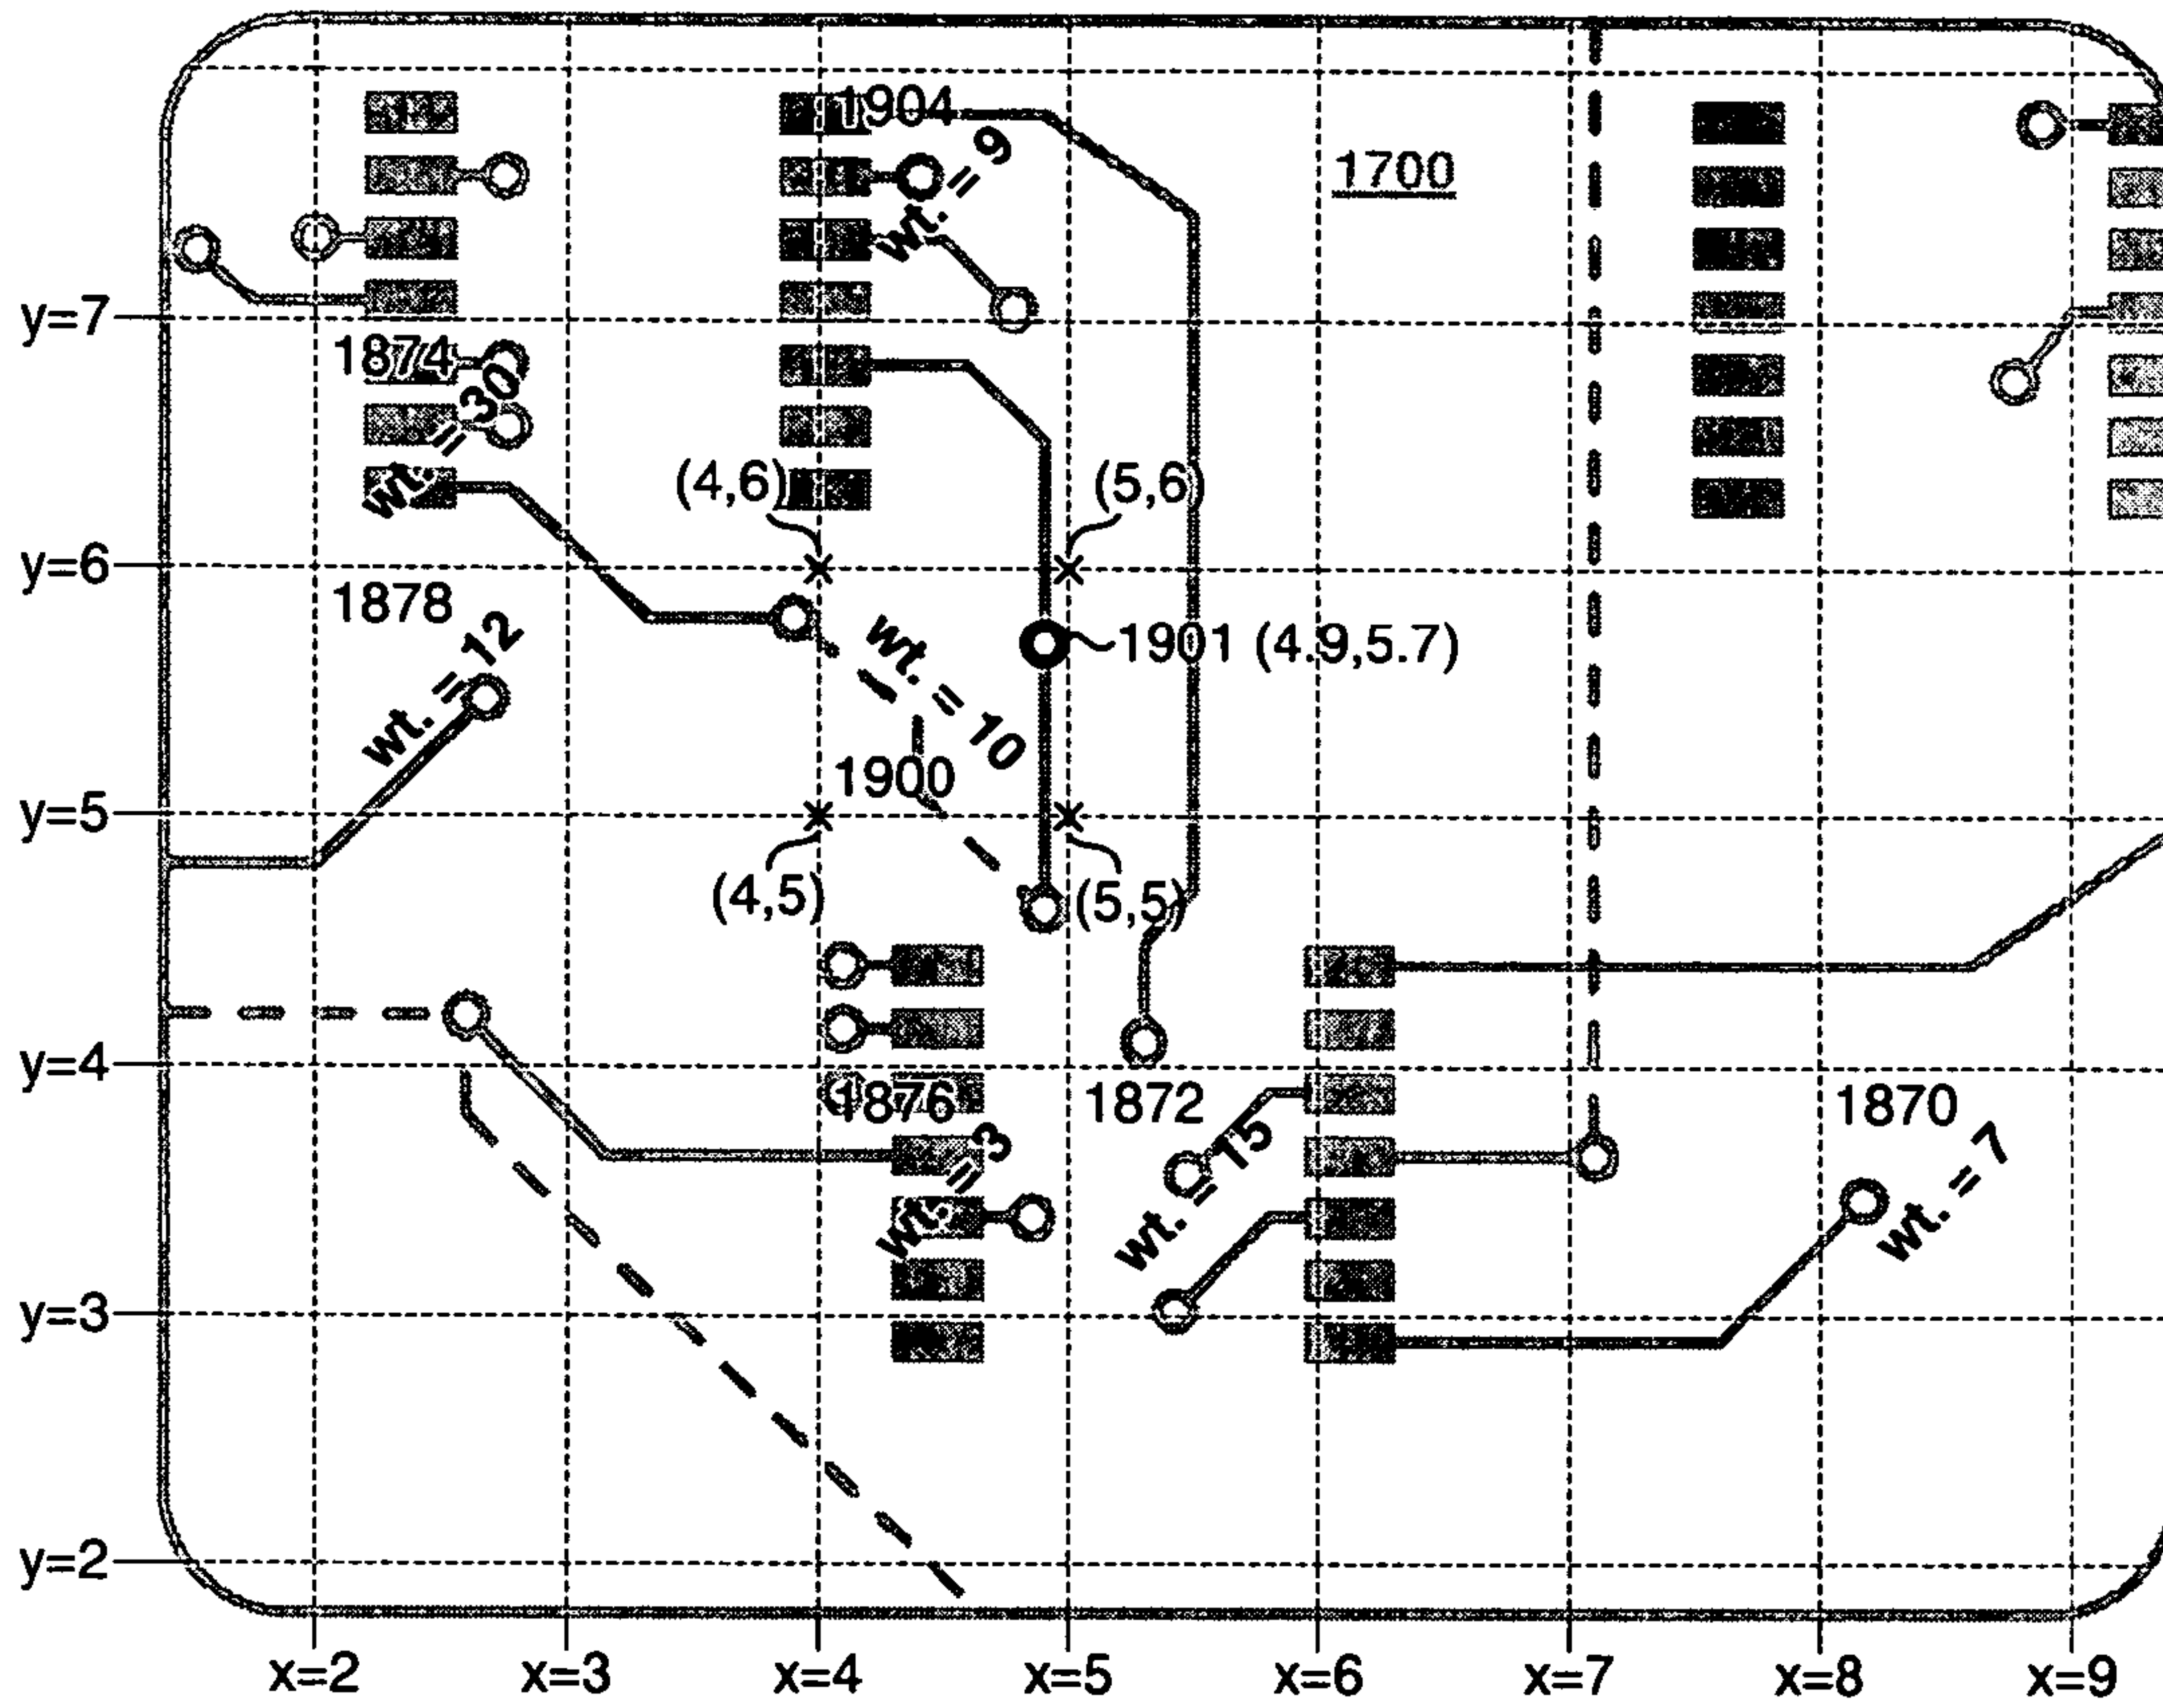 1904
wt. = 9
1700
y=7
1874
wt. = 30
(4,6)
(5,6)
y=6
1878
wt. = 12
wt. = 10
1901 (4.9,5.7)
1900
y=5
(4,5)
(5,5)
y=4
1876
wt. = 3
1872
wt. = 15
1870
wt. = 7
y=3
y=2
x=2 x=3 x=4 x=5 x=6 x=7 x=8 x=9